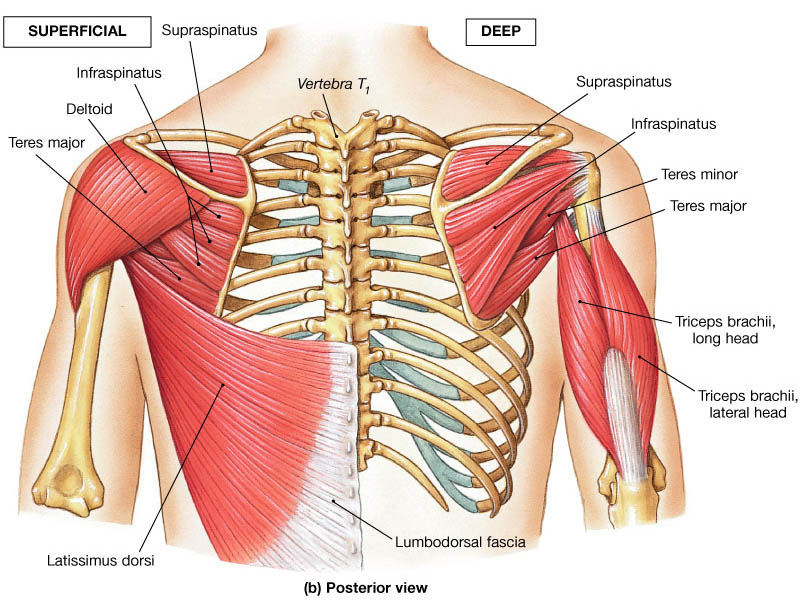 SUPERFICIAL
Supraspinatus
DEEP
Infraspinatus
Vertebra T1
Supraspinatus
Deltoid
Infraspinatus
Teres major
Teres minor
Teres major
Triceps brachii,
long head
Triceps brachii,
lateral head
Lumbodorsal fascia
Latissimus dorsi
(b) Posterior view